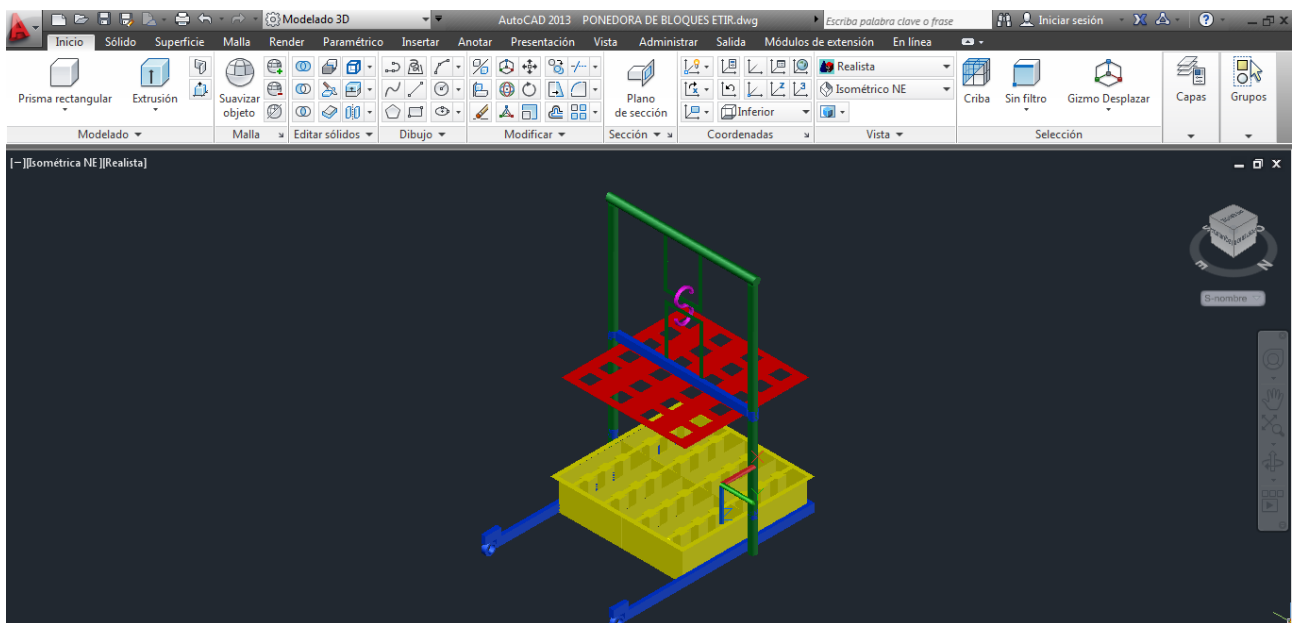 Modelado 3D AutoCAD 2013 PONEDORA DE BLOQUES ETIR.dwg Escriba palabra clave o frase Iniciar sesión
Inicio Sólido Superficie Malla Render Paramétrico Insertar Anotar Presentación Vista Administrar Salida Módulos de extensión En línea
Realista
Isométrico NE
Prisma rectangular Extrusión Suavizar objeto Plano de sección Inferior Criba Sin filtro Gizmo Desplazar Capas Grupos
Modelado Malla Editar sólidos Dibujo Modificar Sección Coordenadas Vista Selección
[−][Isométrica NE][Realista]
E
N
S-nombre